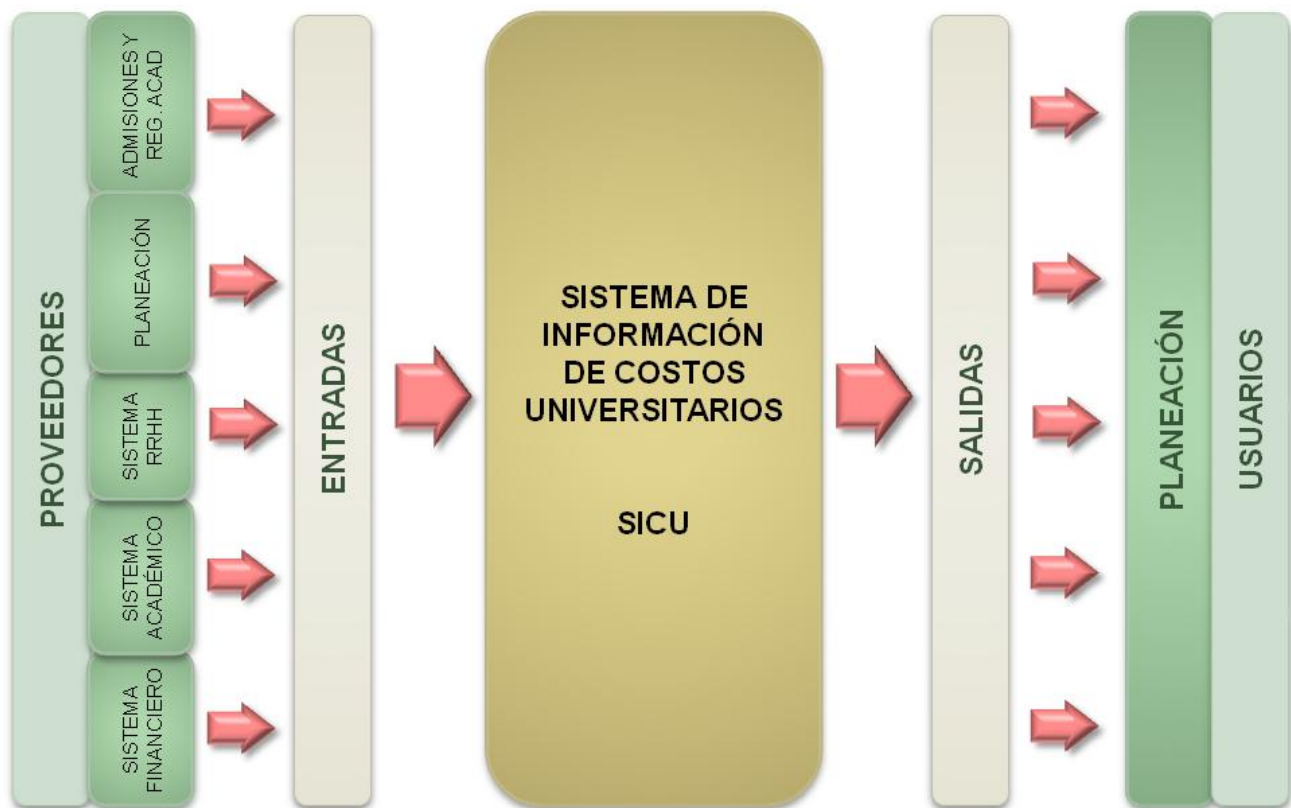 PROVEEDORES
ADMISIONES Y
REG. ACAD
PLANEACIÓN
SISTEMA
RRHH
SISTEMA
ACADÉMICO
SISTEMA
FINANCIERO
ENTRADAS
SISTEMA DE
INFORMACIÓN
DE COSTOS
UNIVERSITARIOS
SICU
SALIDAS
PLANEACIÓN
USUARIOS